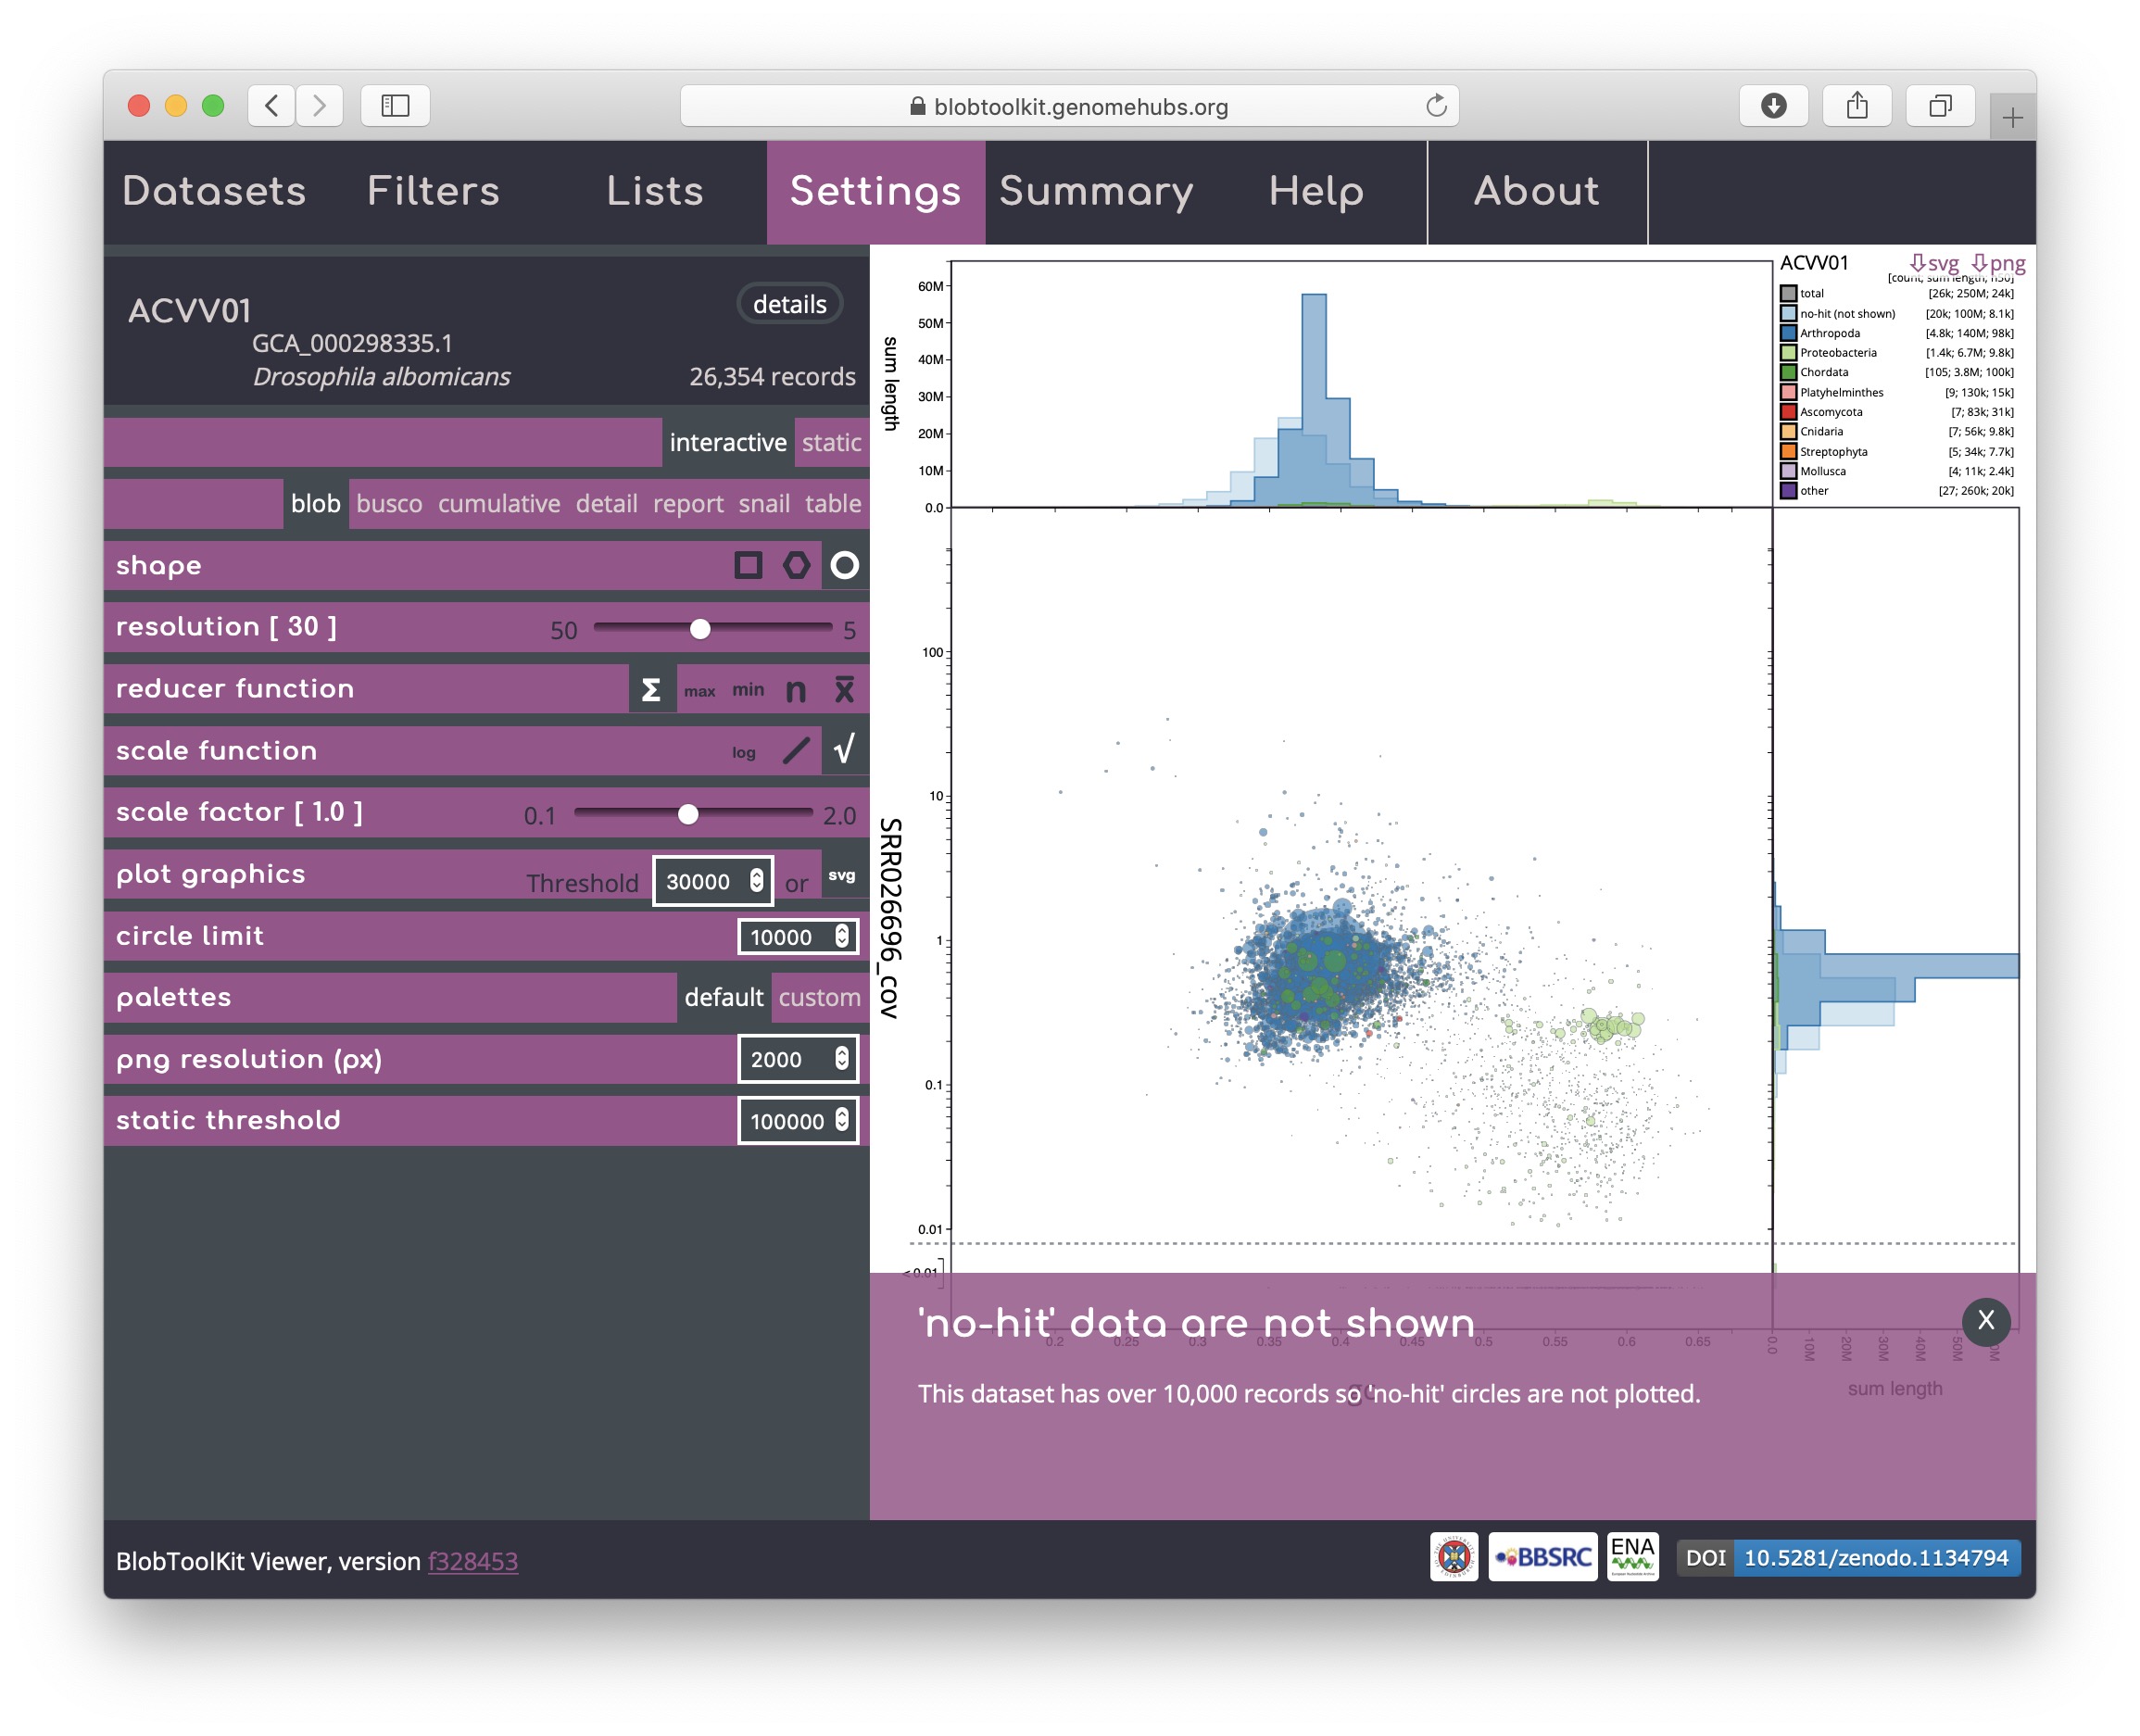 blobtoolkit.genomehubs.org
Datasets Filters Lists Settings Summary Help About
ACVV01
details
GCA_000298335.1
Drosophila albomicans 26,354 records
interactive static
blob busco cumulative detail report snail table
shape
resolution [ 30 ] 50 5
reducer function Σ max min n x̄
scale function log √
scale factor [ 1.0 ] 0.1 2.0
plot graphics Threshold 30000 or svg
circle limit 10000
palettes default custom
png resolution (px) 2000
static threshold 100000
sum length
60M
50M
40M
30M
20M
10M
0.0
ACVV01 svg png
[count; sum length; n50]
total [26k; 250M; 24k]
no-hit (not shown) [20k; 100M; 8.1k]
Arthropoda [4.8k; 140M; 98k]
Proteobacteria [1.4k; 6.7M; 9.8k]
Chordata [105; 3.8M; 100k]
Platyhelminthes [9; 130k; 15k]
Ascomycota [7; 83k; 31k]
Cnidaria [7; 56k; 9.8k]
Streptophyta [5; 34k; 7.7k]
Mollusca [4; 11k; 2.4k]
other [27; 260k; 20k]
SRR026696_cov
100
10
1
0.1
0.01
<0.01
'no-hit' data are not shown
X
0.2 0.25 0.3 0.35 0.4 0.45 0.5 0.55 0.6 0.65
0.0 10M 20M 30M 40M 50M
This dataset has over 10,000 records so 'no-hit' circles are not plotted.
gc
sum length
BlobToolKit Viewer, version f328453
BBSRC
ENA
DOI 10.5281/zenodo.1134794